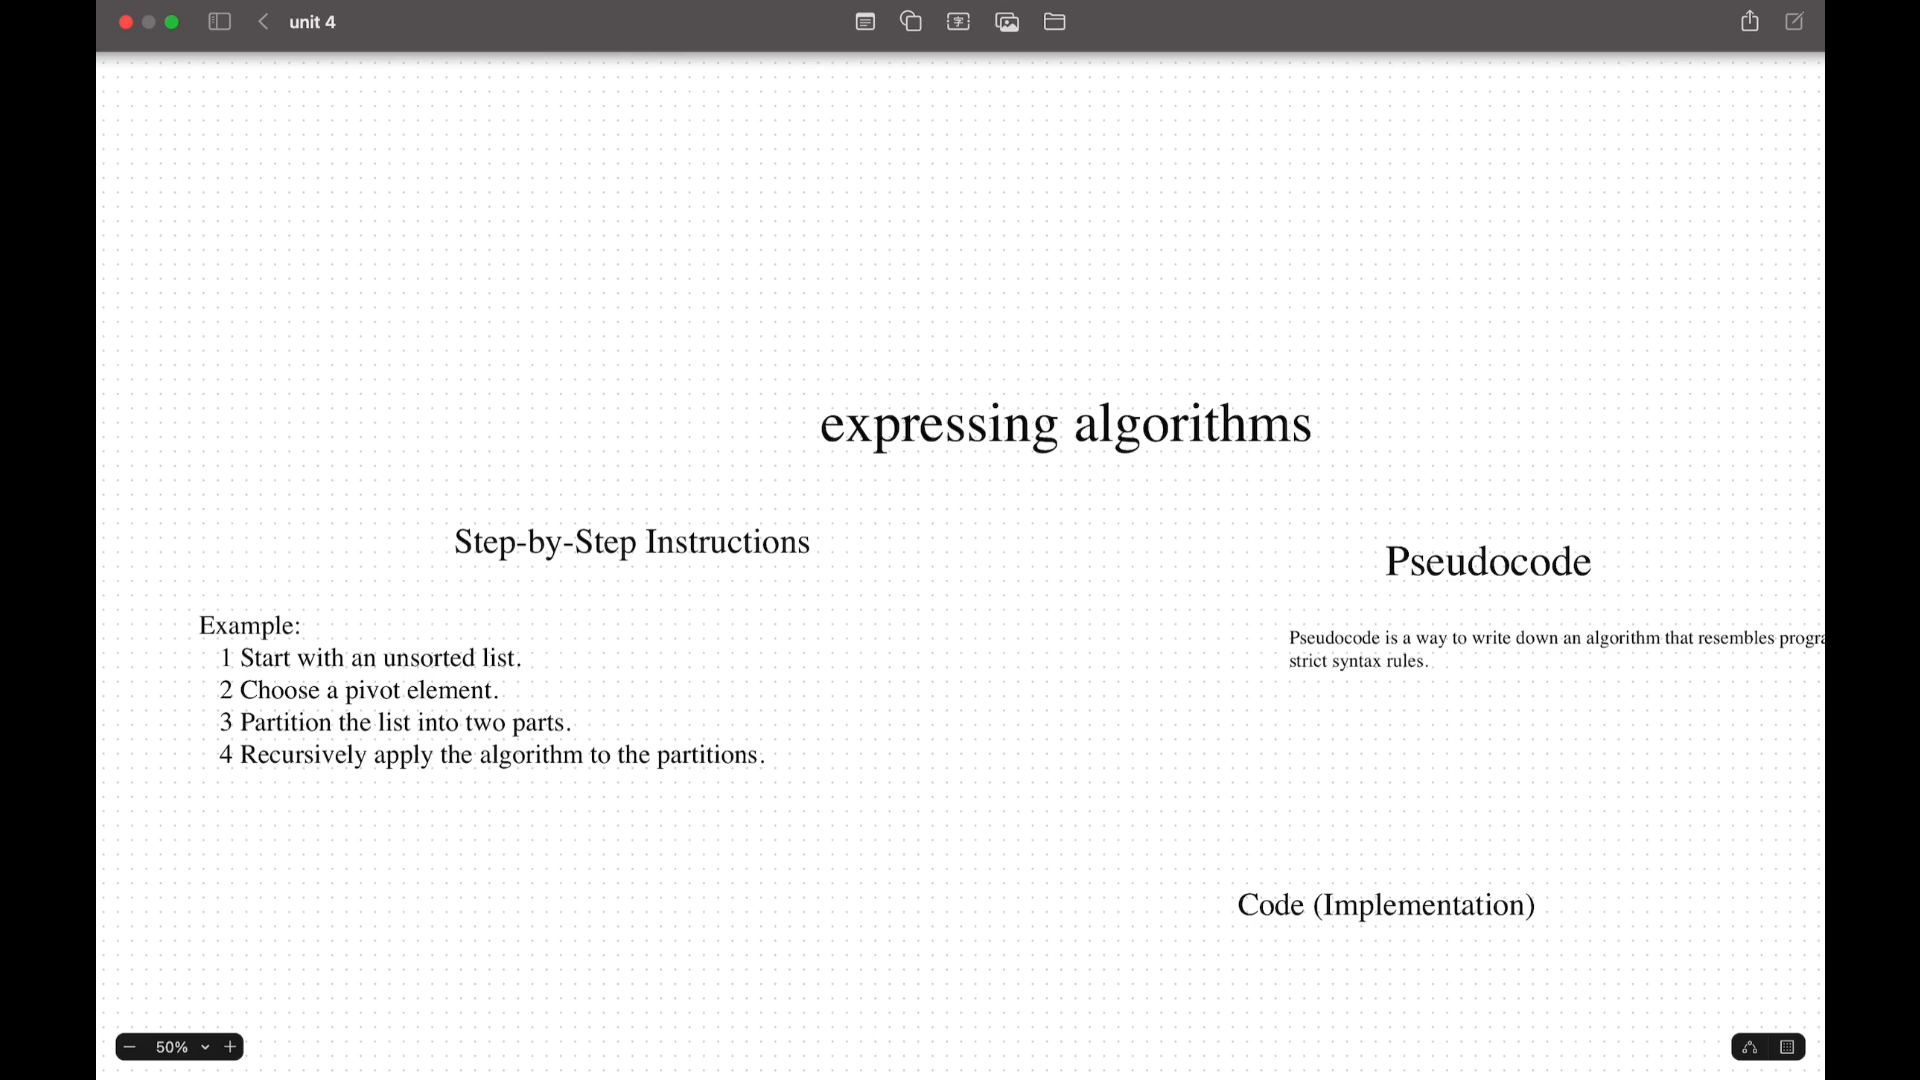 unit 4
expressing algorithms
Step-by-Step Instructions
Example:
1 Start with an unsorted list.
2 Choose a pivot element.
3 Partition the list into two parts.
4 Recursively apply the algorithm to the partitions.
Pseudocode
Pseudocode is a way to write down an algorithm that resembles
strict syntax rules.
Code (Implementation)
50%